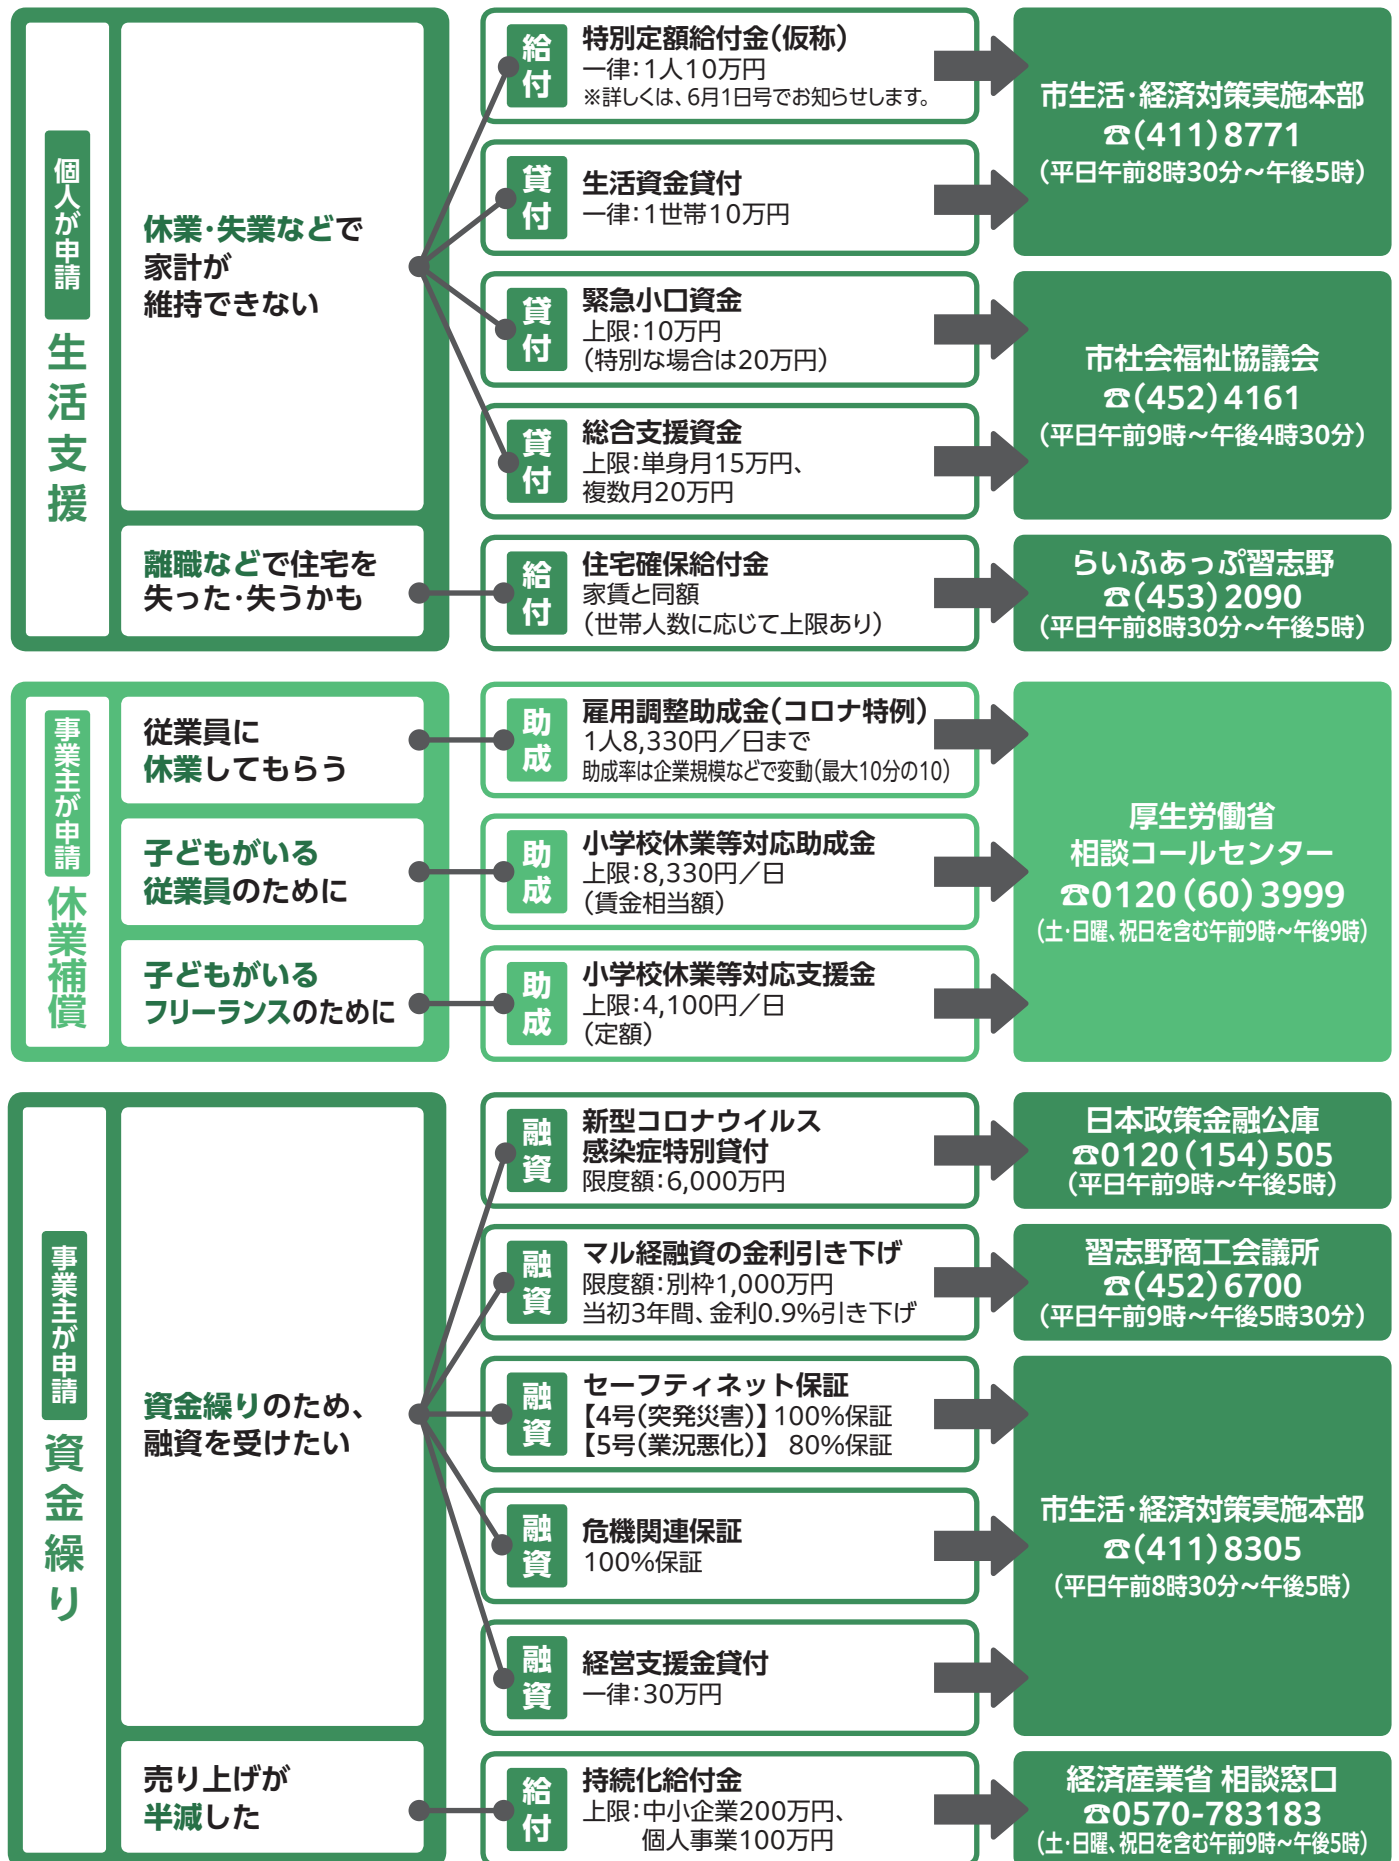 個人が申請
生活支援
休業・失業などで
家計が
維持できない
給付
特別定額給付金(仮称)
一律：1人10万円
※詳しくは、6月1日号でお知らせします。
市生活・経済対策実施本部
☎(411)8771
(平日午前8時30分～午後5時)
貸付
生活資金貸付
一律：1世帯10万円
貸付
緊急小口資金
上限：10万円
(特別な場合は20万円)
市社会福祉協議会
☎(452)4161
(平日午前9時～午後4時30分)
貸付
総合支援資金
上限：単身月15万円、
複数月20万円
離職などで住宅を
失った・失うかも
給付
住宅確保給付金
家賃と同額
(世帯人数に応じて上限あり)
らいふあっぷ習志野
☎(453)2090
(平日午前8時30分～午後5時)
事業主が申請
休業補償
従業員に
休業してもらう
助成
雇用調整助成金(コロナ特例)
1人8,330円／日まで
助成率は企業規模などで変動(最大10分の10)
厚生労働省
相談コールセンター
☎0120(60)3999
(土・日曜、祝日を含む午前9時～午後9時)
子どもがいる
従業員のために
助成
小学校休業等対応助成金
上限：8,330円／日
(賃金相当額)
子どもがいる
フリーランスのために
助成
小学校休業等対応支援金
上限：4,100円／日
(定額)
事業主が申請
資金繰り
資金繰りのため、
融資を受けたい
融資
新型コロナウイルス
感染症特別貸付
限度額：6,000万円
日本政策金融公庫
☎0120(154)505
(平日午前9時～午後5時)
融資
マル経融資の金利引き下げ
限度額：別枠1,000万円
当初3年間、金利0.9%引き下げ
習志野商工会議所
☎(452)6700
(平日午前9時～午後5時30分)
融資
セーフティネット保証
【4号(突発災害)】100%保証
【5号(業況悪化)】 80%保証
市生活・経済対策実施本部
☎(411)8305
(平日午前8時30分～午後5時)
融資
危機関連保証
100%保証
融資
経営支援金貸付
一律：30万円
売り上げが
半減した
給付
持続化給付金
上限：中小企業200万円、
個人事業100万円
経済産業省 相談窓口
☎0570-783183
(土・日曜、祝日を含む午前9時～午後5時)